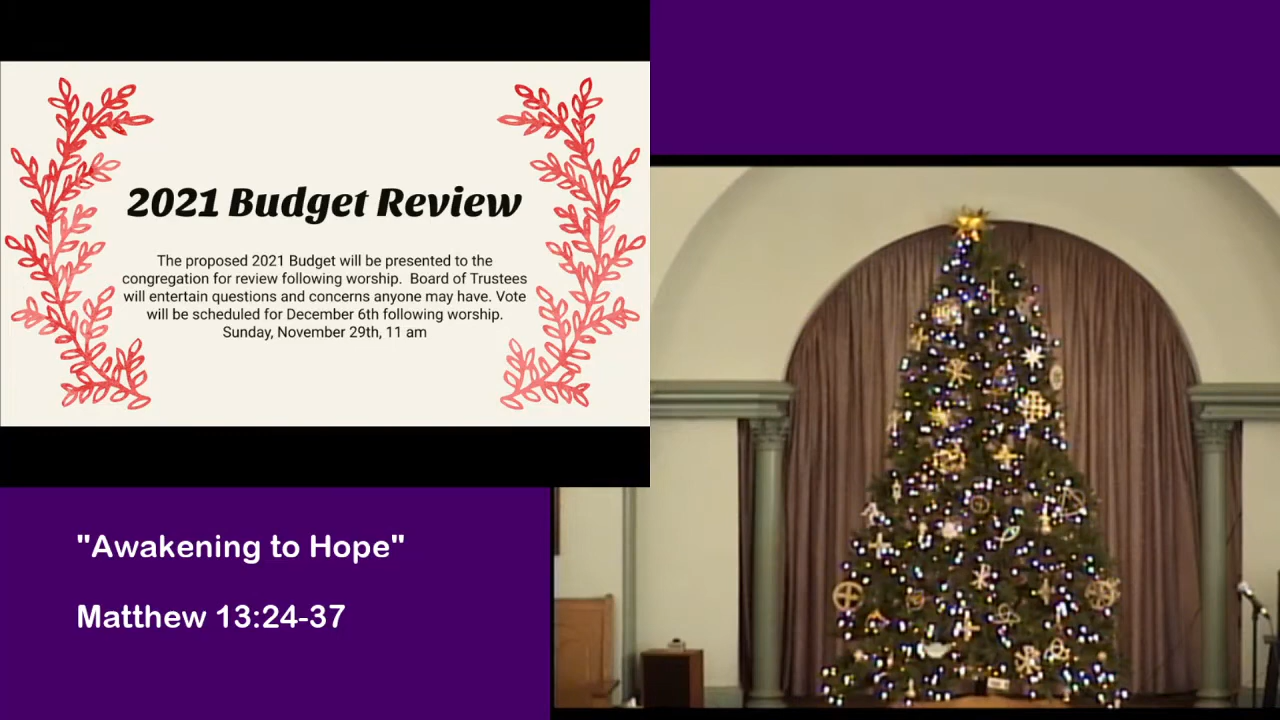 2021 Budget Review
The proposed 2021 Budget will be presented to the
congregation for review following worship. Board of Trustees
will entertain questions and concerns anyone may have. Vote
will be scheduled for December 6th following worship.
Sunday, November 29th, 11 am
"Awakening to Hope"
Matthew 13:24-37